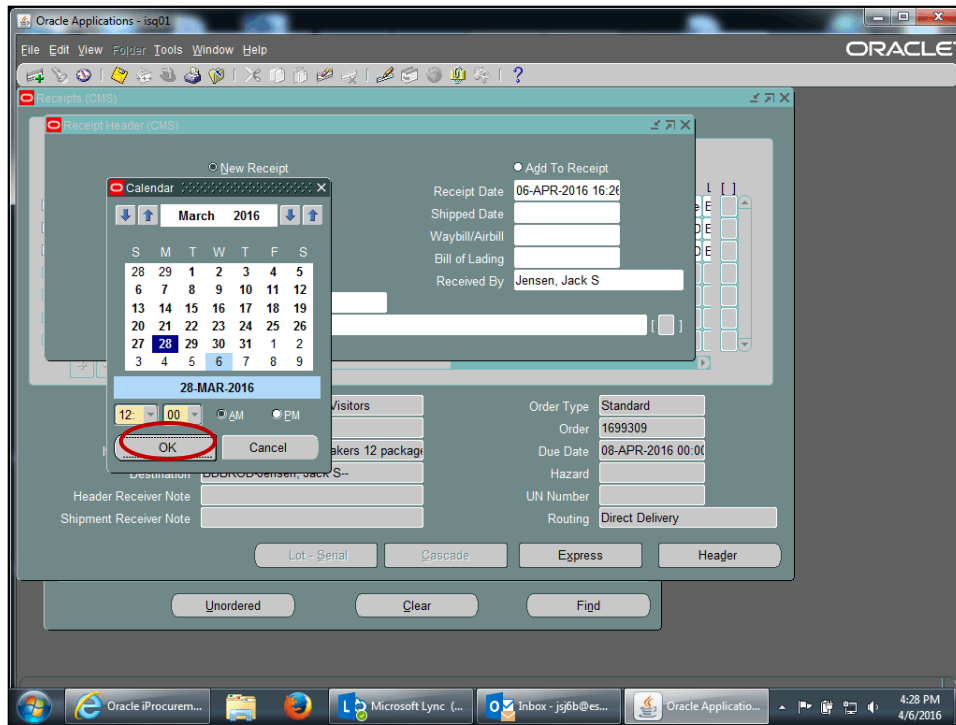 Oracle Applications - isq01
File Edit View Folder Tools Window Help
ORACLE
?
Receipts (CMS)
Receipt Header (CMS)
New Receipt
Add To Receipt
Calendar
Receipt Date 06-APR-2016 16:26
L [ ]
March 2016
Shipped Date
Waybill/Airbill
S M T W T F S
Bill of Lading
28 29 1 2 3 4 5
Received By Jensen, Jack S
6 7 8 9 10 11 12
13 14 15 16 17 18 19
20 21 22 23 24 25 26
[ ]
27 28 29 30 31 1 2
3 4 5 6 7 8 9
28-MAR-2016
12: 00 AM PM
Visitors
Order Type Standard
Order 1699309
OK Cancel
akers 12 package
Due Date 08-APR-2016 00:00
Destination BDBROD-Jensen, Jack S--
Hazard
Header Receiver Note
UN Number
Shipment Receiver Note
Routing Direct Delivery
Lot - Serial Cascade Express Header
Unordered Clear Find
Oracle iProcurem... Microsoft Lync (... Inbox - jsj6b@es... Oracle Applicatio...
4:28 PM
4/6/2016